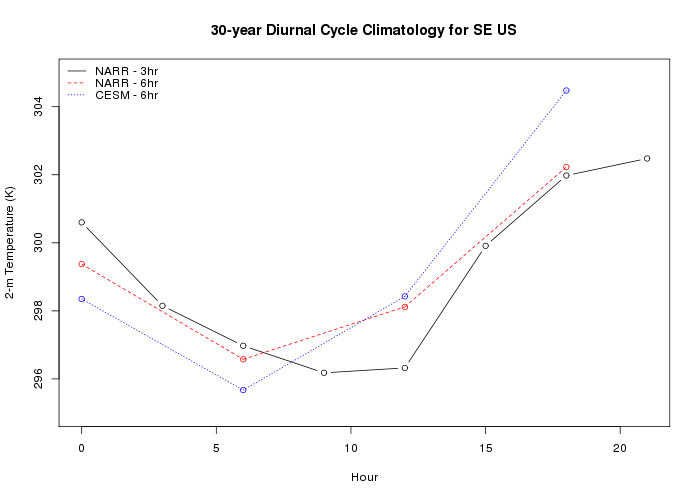 30-year Diurnal Cycle Climatology for SE US
NARR - 3hr
NARR - 6hr
CESM - 6hr
304
302
300
298
296
2-m Temperature (K)
0 5 10 15 20
Hour